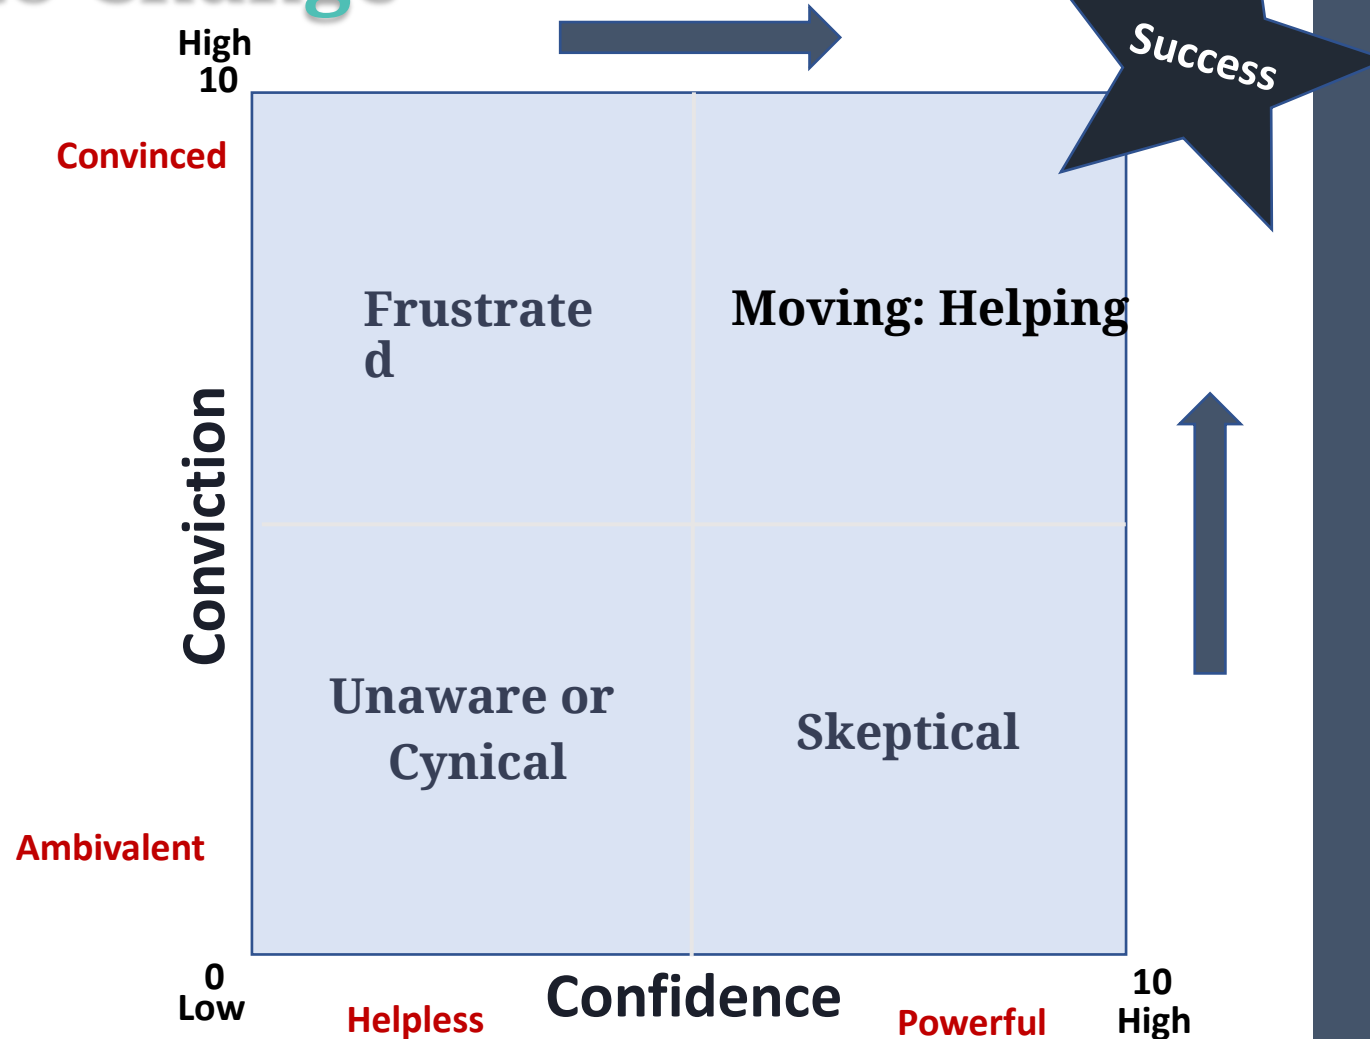 Change
High
10
Success
Convinced
Frustrate
d
Moving: Helping
Conviction
Unaware or
Cynical
Skeptical
Ambivalent
0
Low
Helpless
Confidence
Powerful
10
High